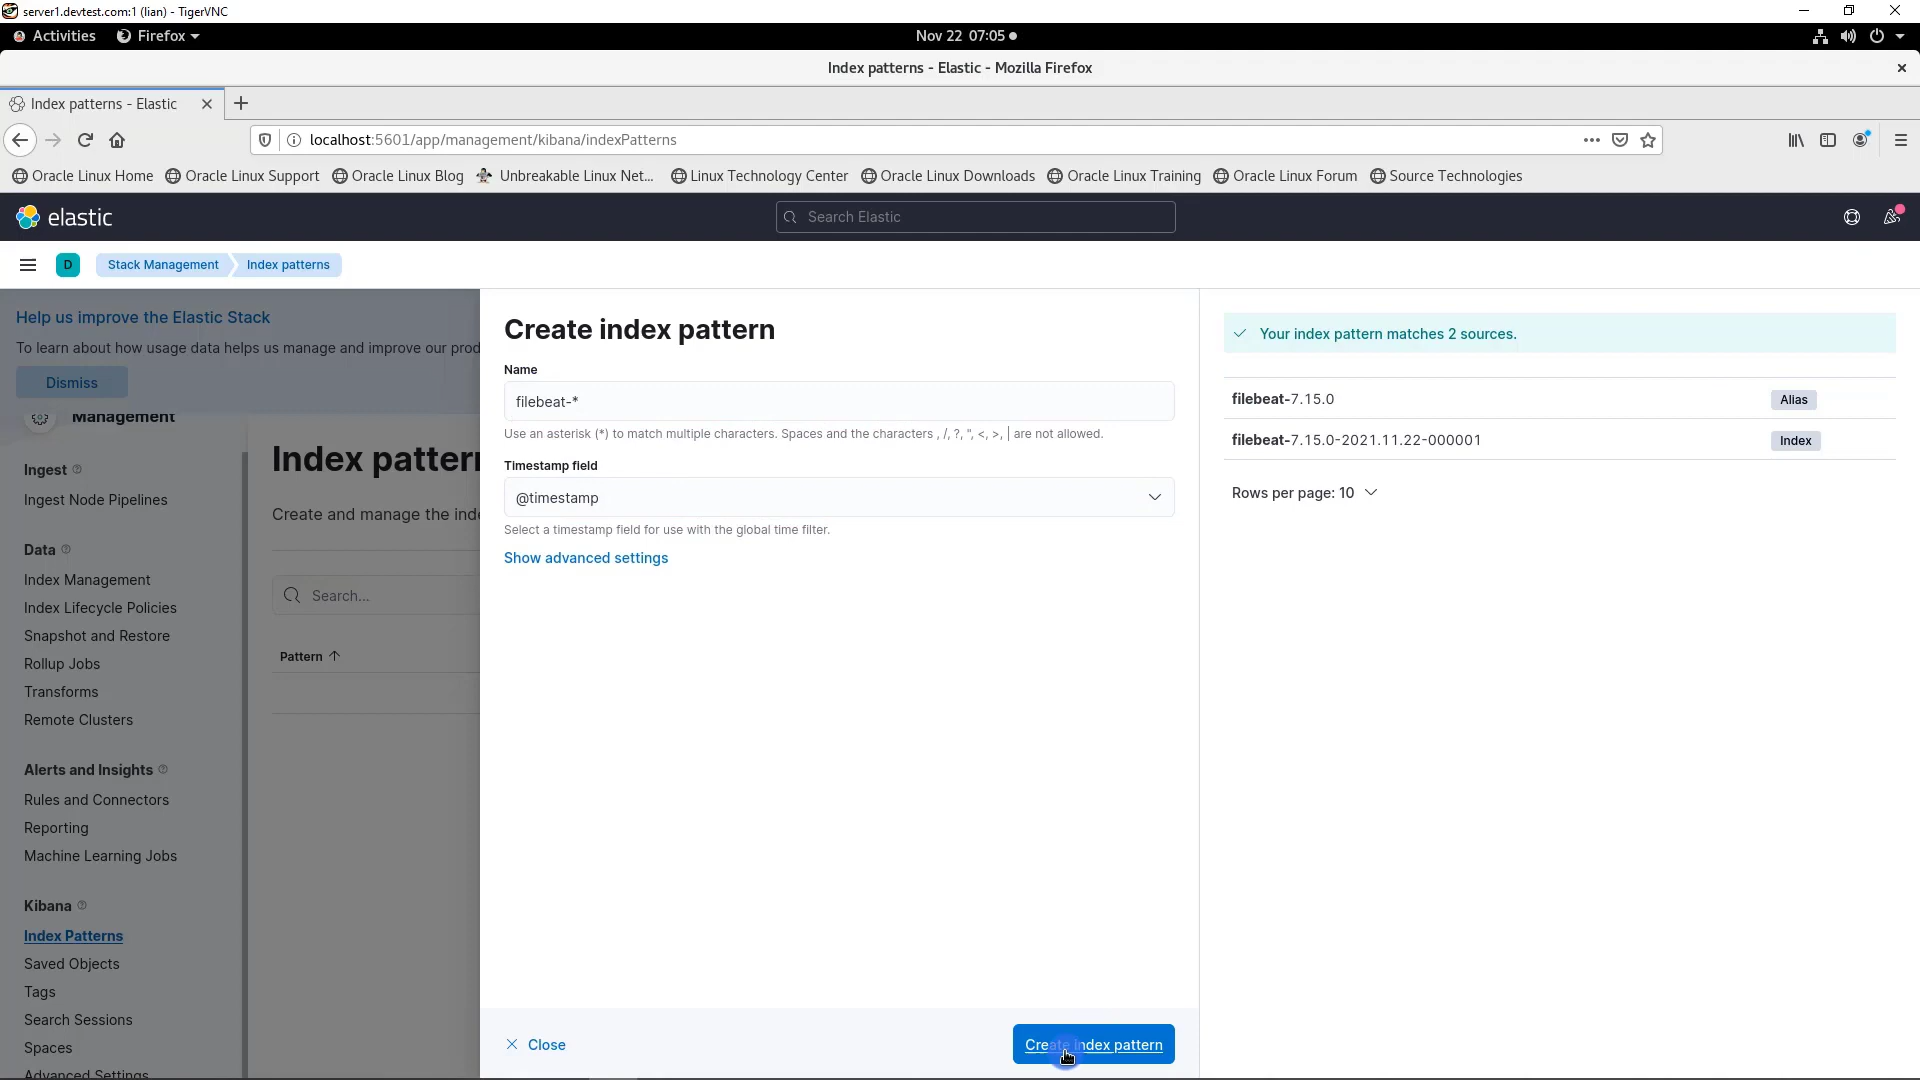 server1.devtest.com:1 (lian) - TigerVNC
Activities Firefox Nov 22 07:05
Index patterns - Elastic - Mozilla Firefox
Index patterns - Elastic
localhost:5601/app/management/kibana/indexPatterns
Oracle Linux Home Oracle Linux Support Oracle Linux Blog Unbreakable Linux Net... Linux Technology Center Oracle Linux Downloads Oracle Linux Training Oracle Linux Forum Source Technologies
elastic Search Elastic
D Stack Management Index patterns
Help us improve the Elastic Stack
To learn about how usage data helps us manage and improve our prod
Dismiss
Management
Ingest
Ingest Node Pipelines
Data
Index Management
Index Lifecycle Policies
Snapshot and Restore
Rollup Jobs
Transforms
Remote Clusters
Alerts and Insights
Rules and Connectors
Reporting
Machine Learning Jobs
Kibana
Index Patterns
Saved Objects
Tags
Search Sessions
Spaces
Advanced Settings
Index patter
Create and manage the inde
Search...
Pattern
Create index pattern
Name
filebeat-*
Use an asterisk (*) to match multiple characters. Spaces and the characters , /, ?, ", <, >, | are not allowed.
Timestamp field
@timestamp
Select a timestamp field for use with the global time filter.
Show advanced settings
Close
Create index pattern
Your index pattern matches 2 sources.
filebeat-7.15.0 Alias
filebeat-7.15.0-2021.11.22-000001 Index
Rows per page: 10